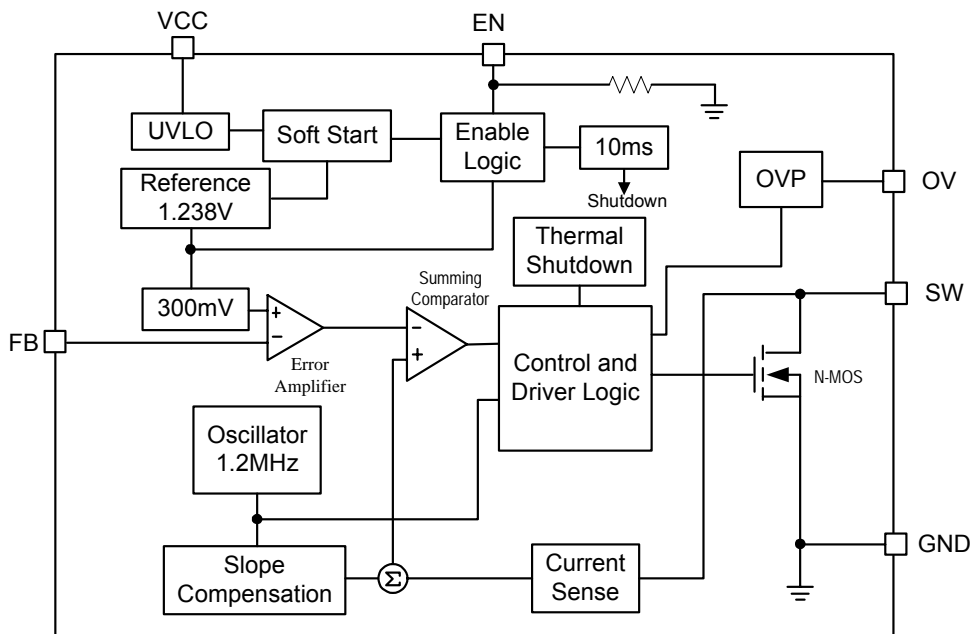 VCC
EN
UVLO
Soft Start
Enable
Logic
10ms
Shutdown
OVP
OV
Reference
1.238V
Thermal
Shutdown
300mV
Summing
Comparator
SW
FB
+
−
Error
Amplifier
−
+
Control and
Driver Logic
N-MOS
Oscillator
1.2MHz
Slope
Compensation
Σ
Current
Sense
GND